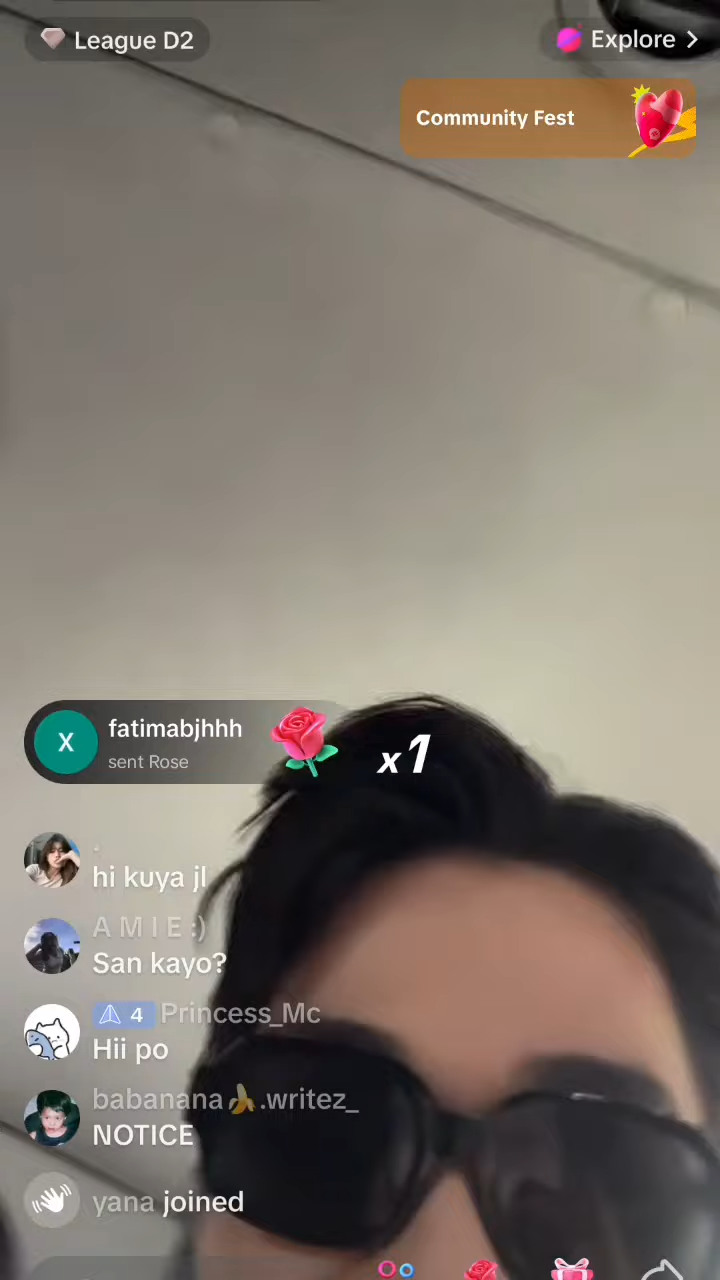 League D2
Explore
Community Fest
X
fatimabjhhh
sent Rose
x1
.
hi kuya jl
A M I E :)
San kayo?
4 Princess_Mc
Hii po
babanana🍌.writez_
NOTICE
yana joined